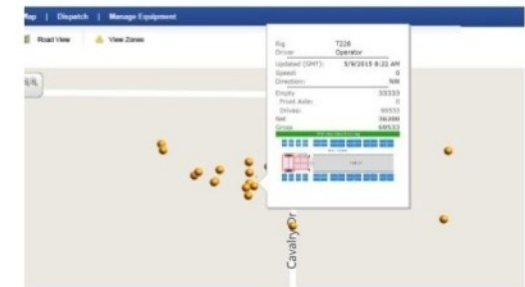 Map | Dispatch | Manage Equipment
Road View View Zones
Rig T226
Driver Operator
Updated (GMT): 5/9/2015 8:22 AM
Speed: 0
Direction: NW
Empty 33333
Front Axle: 0
Drives: 69533
Net 36200
Gross 69533
Cavalry Dr